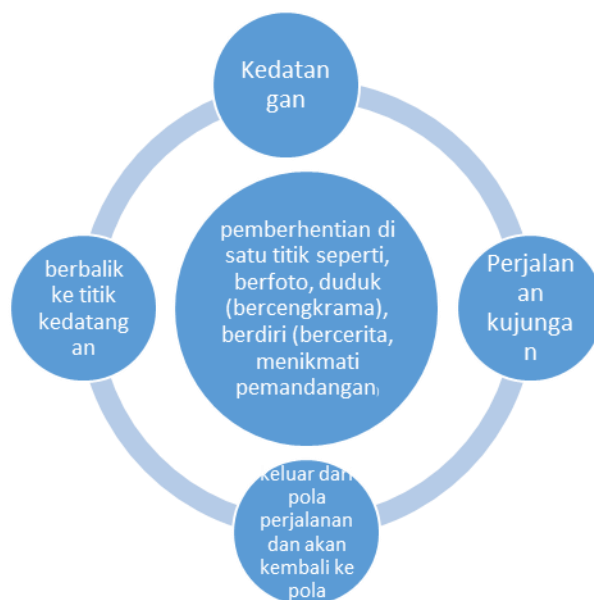 Kedatan
gan
pemberhentian di
satu titik seperti,
berfoto, duduk
(bercengkrama),
berdiri (bercerita,
menikmati
pemandangan)
Perjalan
an
kujunga
n
keluar dari
pola
perjalanan
dan akan
kembali ke
pola
berbalik
ke titik
kedatang
an